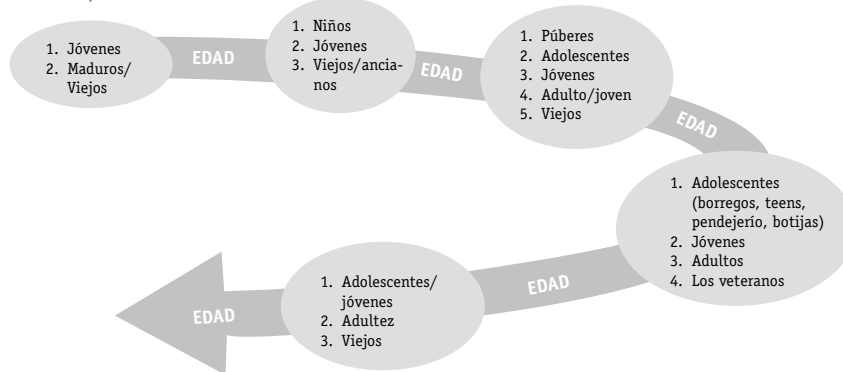 1. Jóvenes
2. Maduros/
Viejos
EDAD
1. Niños
2. Jóvenes
3. Viejos/ancia-
nos
EDAD
1. Púberes
2. Adolescentes
3. Jóvenes
4. Adulto/joven
5. Viejos
EDAD
1. Adolescentes
(borregos, teens,
pendejerío, botijas)
2. Jóvenes
3. Adultos
4. Los veteranos
EDAD
1. Adolescentes/
jóvenes
2. Adultez
3. Viejos
EDAD